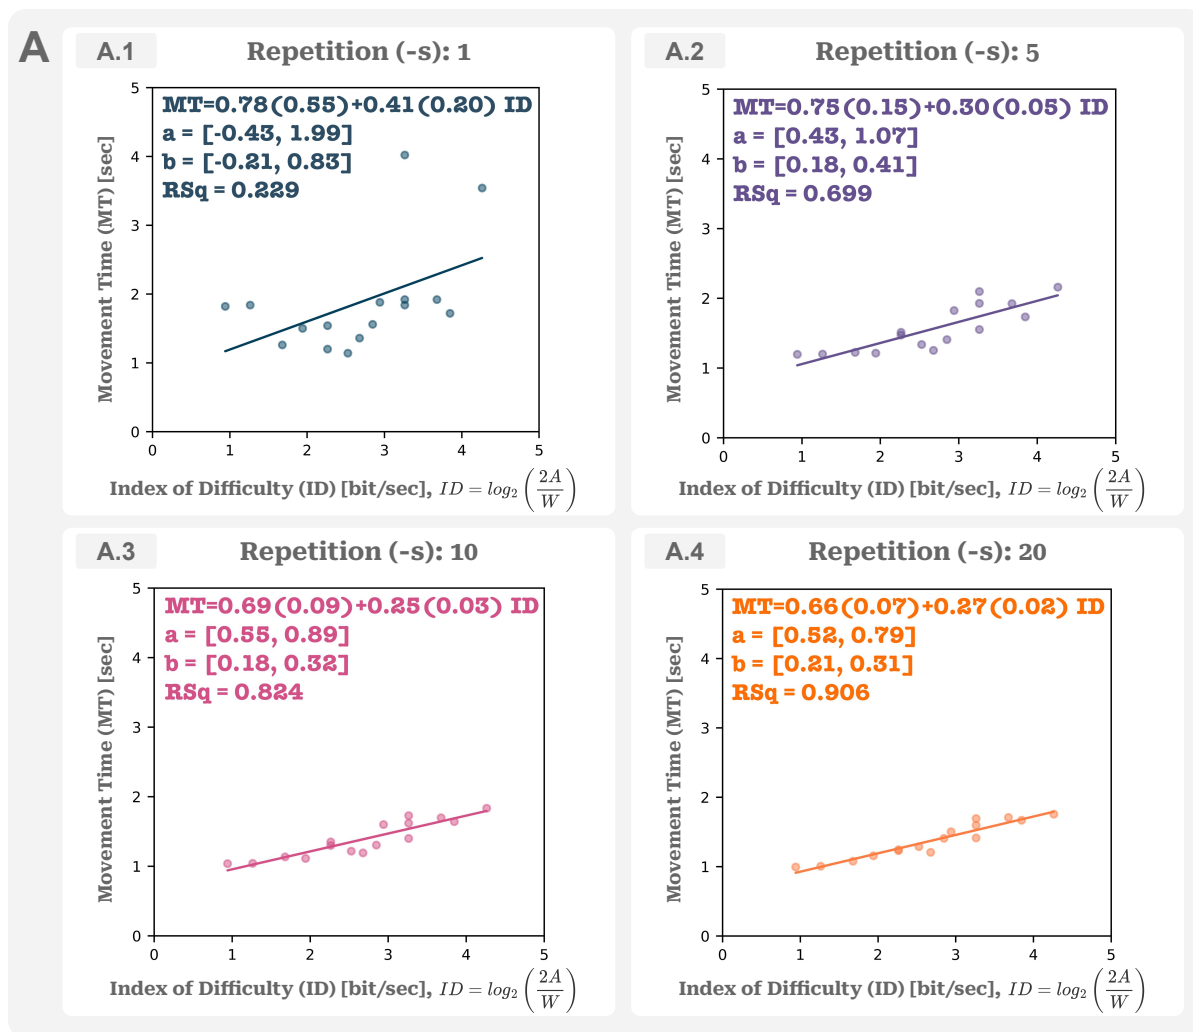 A
A.1
Repetition (-s): 1
MT=0.78(0.55)+0.41(0.20) ID
a = [-0.43, 1.99]
b = [-0.21, 0.83]
RSq = 0.229
Movement Time (MT) [sec]
5
4
3
2
1
0
0 1 2 3 4 5
Index of Difficulty (ID) [bit/sec], ID = log₂(2A/W)
A.2
Repetition (-s): 5
MT=0.75(0.15)+0.30(0.05) ID
a = [0.43, 1.07]
b = [0.18, 0.41]
RSq = 0.699
Movement Time (MT) [sec]
5
4
3
2
1
0
0 1 2 3 4 5
Index of Difficulty (ID) [bit/sec], ID = log₂(2A/W)
A.3
Repetition (-s): 10
MT=0.69(0.09)+0.25(0.03) ID
a = [0.55, 0.89]
b = [0.18, 0.32]
RSq = 0.824
Movement Time (MT) [sec]
5
4
3
2
1
0
0 1 2 3 4 5
Index of Difficulty (ID) [bit/sec], ID = log₂(2A/W)
A.4
Repetition (-s): 20
MT=0.66(0.07)+0.27(0.02) ID
a = [0.52, 0.79]
b = [0.21, 0.31]
RSq = 0.906
Movement Time (MT) [sec]
5
4
3
2
1
0
0 1 2 3 4 5
Index of Difficulty (ID) [bit/sec], ID = log₂(2A/W)